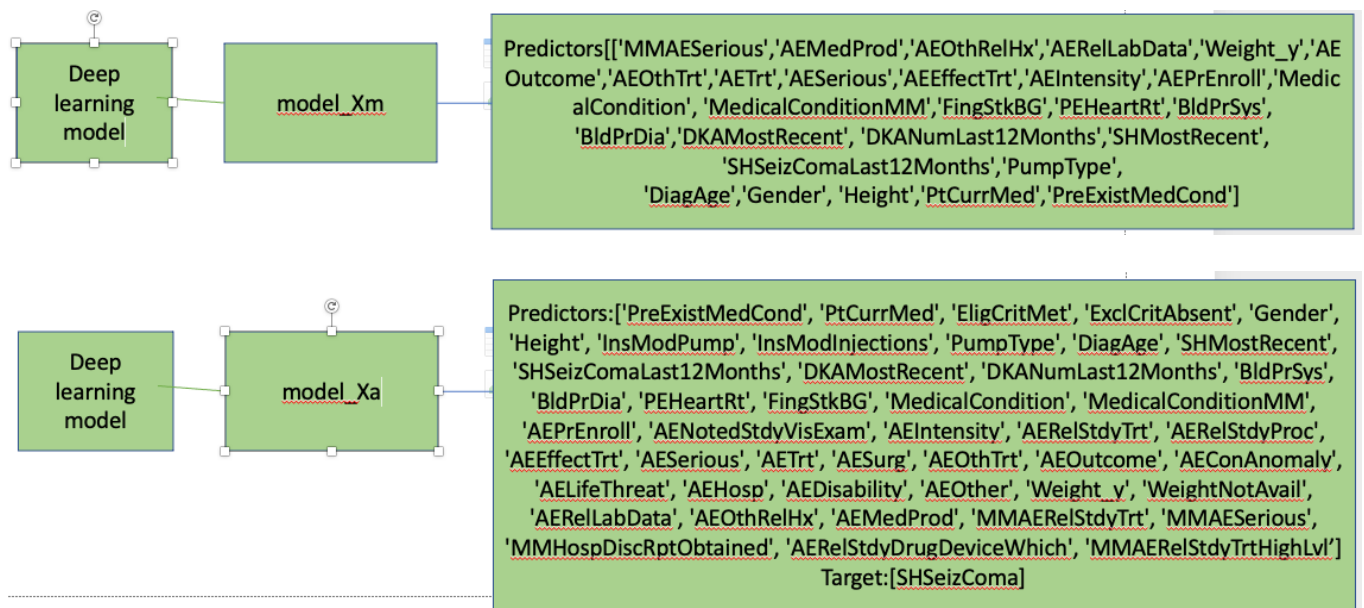 Deep
learning
model
model_Xm
Predictors[['MMAESerious','AEMedProd','AEOthRelHx','AERelLabData','Weight_y','AE
Outcome','AEOthTrt','AETrt','AESerious','AEEffectTrt','AEIntensity','AEPrEnroll','Medic
alCondition', 'MedicalConditionMM','FingStkBG','PEHeartRt','BldPrSys',
'BldPrDia','DKAMostRecent', 'DKANumLast12Months','SHMostRecent',
'SHSeizComaLast12Months','PumpType',
'DiagAge','Gender', 'Height','PtCurrMed','PreExistMedCond']
Deep
learning
model
model_Xa
Predictors:['PreExistMedCond', 'PtCurrMed', 'EligCritMet', 'ExclCritAbsent', 'Gender',
'Height', 'InsModPump', 'InsModInjections', 'PumpType', 'DiagAge', 'SHMostRecent',
'SHSeizComaLast12Months', 'DKAMostRecent', 'DKANumLast12Months', 'BldPrSys',
'BldPrDia', 'PEHeartRt', 'FingStkBG', 'MedicalCondition', 'MedicalConditionMM',
'AEPrEnroll', 'AENotedStdyVisExam', 'AEIntensity', 'AERelStdyTrt', 'AERelStdyProc',
'AEEffectTrt', 'AESerious', 'AETrt', 'AESurg', 'AEOthTrt', 'AEOutcome', 'AEConAnomaly',
'AELifeThreat', 'AEHosp', 'AEDisability', 'AEOther', 'Weight_y', 'WeightNotAvail',
'AERelLabData', 'AEOthRelHx', 'AEMedProd', 'MMAERelStdyTrt', 'MMAESerious',
'MMHospDiscRptObtained', 'AERelStdyDrugDeviceWhich', 'MMAERelStdyTrtHighLvl’]
Target:[SHSeizComa]